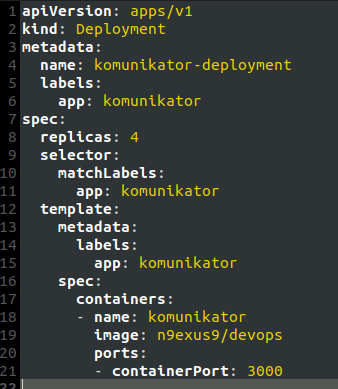 1 apiVersion: apps/v1
2 kind: Deployment
3 metadata:
4   name: komunikator-deployment
5   labels:
6     app: komunikator
7 spec:
8   replicas: 4
9   selector:
10     matchLabels:
11       app: komunikator
12   template:
13     metadata:
14       labels:
15         app: komunikator
16     spec:
17       containers:
18       - name: komunikator
19         image: n9exus9/devops
20         ports:
21         - containerPort: 3000
22